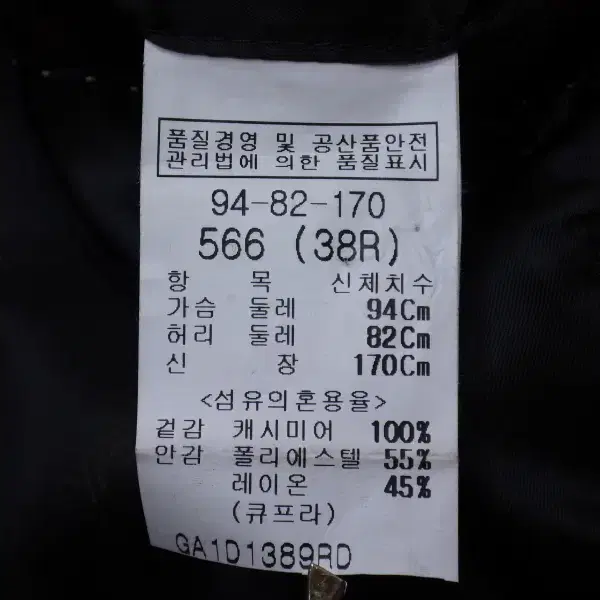 품질경영 및 공산품안전
관리법에 의한 품질표시
94-82-170
566 (38R)
항 목 신체치수
가슴 둘레 94Cm
허리 둘레 82Cm
신 장 170Cm
<섬유의혼용율>
겉감 캐시미어 100%
안감 폴리에스텔 55%
레이온 45%
(큐프라)
GA1D1389RD